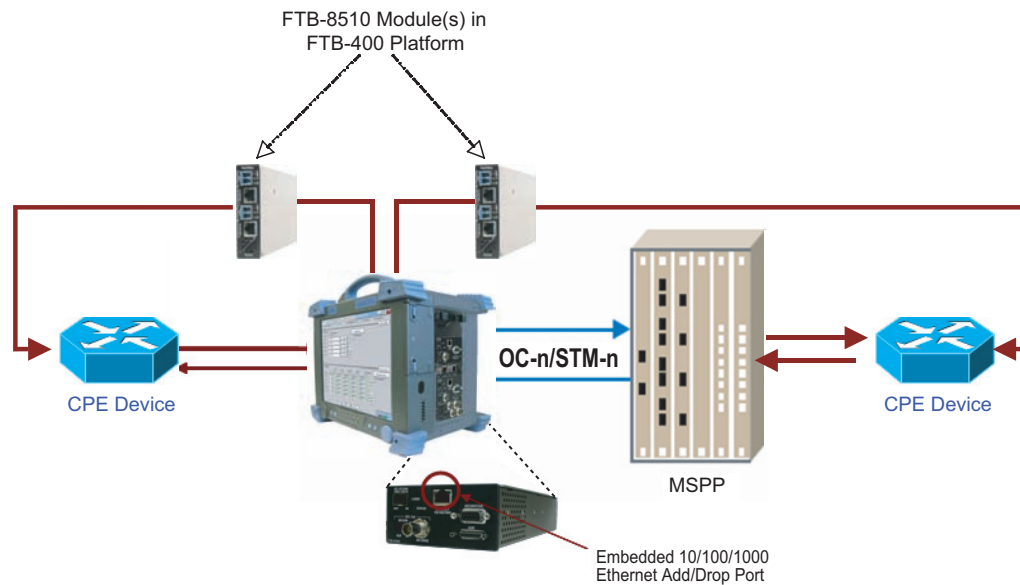 FTB-8510 Module(s) in
FTB-400 Platform
OC-n/STM-n
CPE Device
CPE Device
MSPP
Embedded 10/100/1000
Ethernet Add/Drop Port